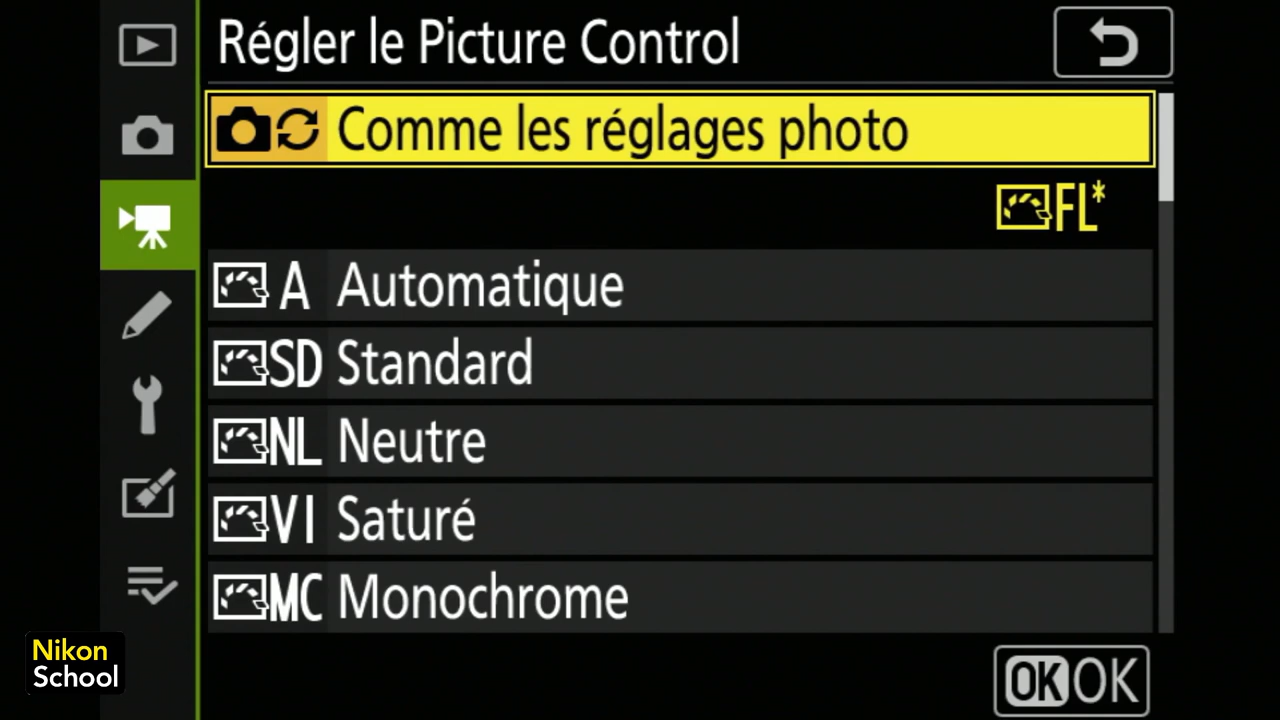 Régler le Picture Control
Comme les réglages photo
FL*
A Automatique
SD Standard
NL Neutre
VI Saturé
MC Monochrome
Nikon
School
OK OK